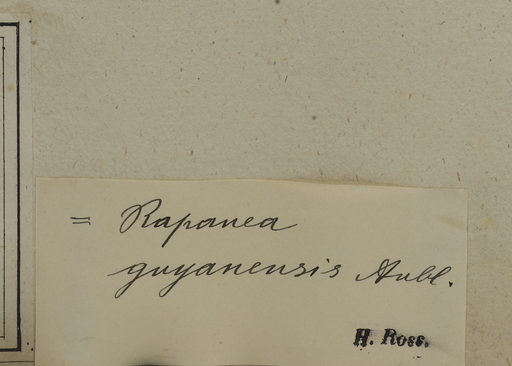 = Rapanea
guyanensis Aubl.
H. Ross.